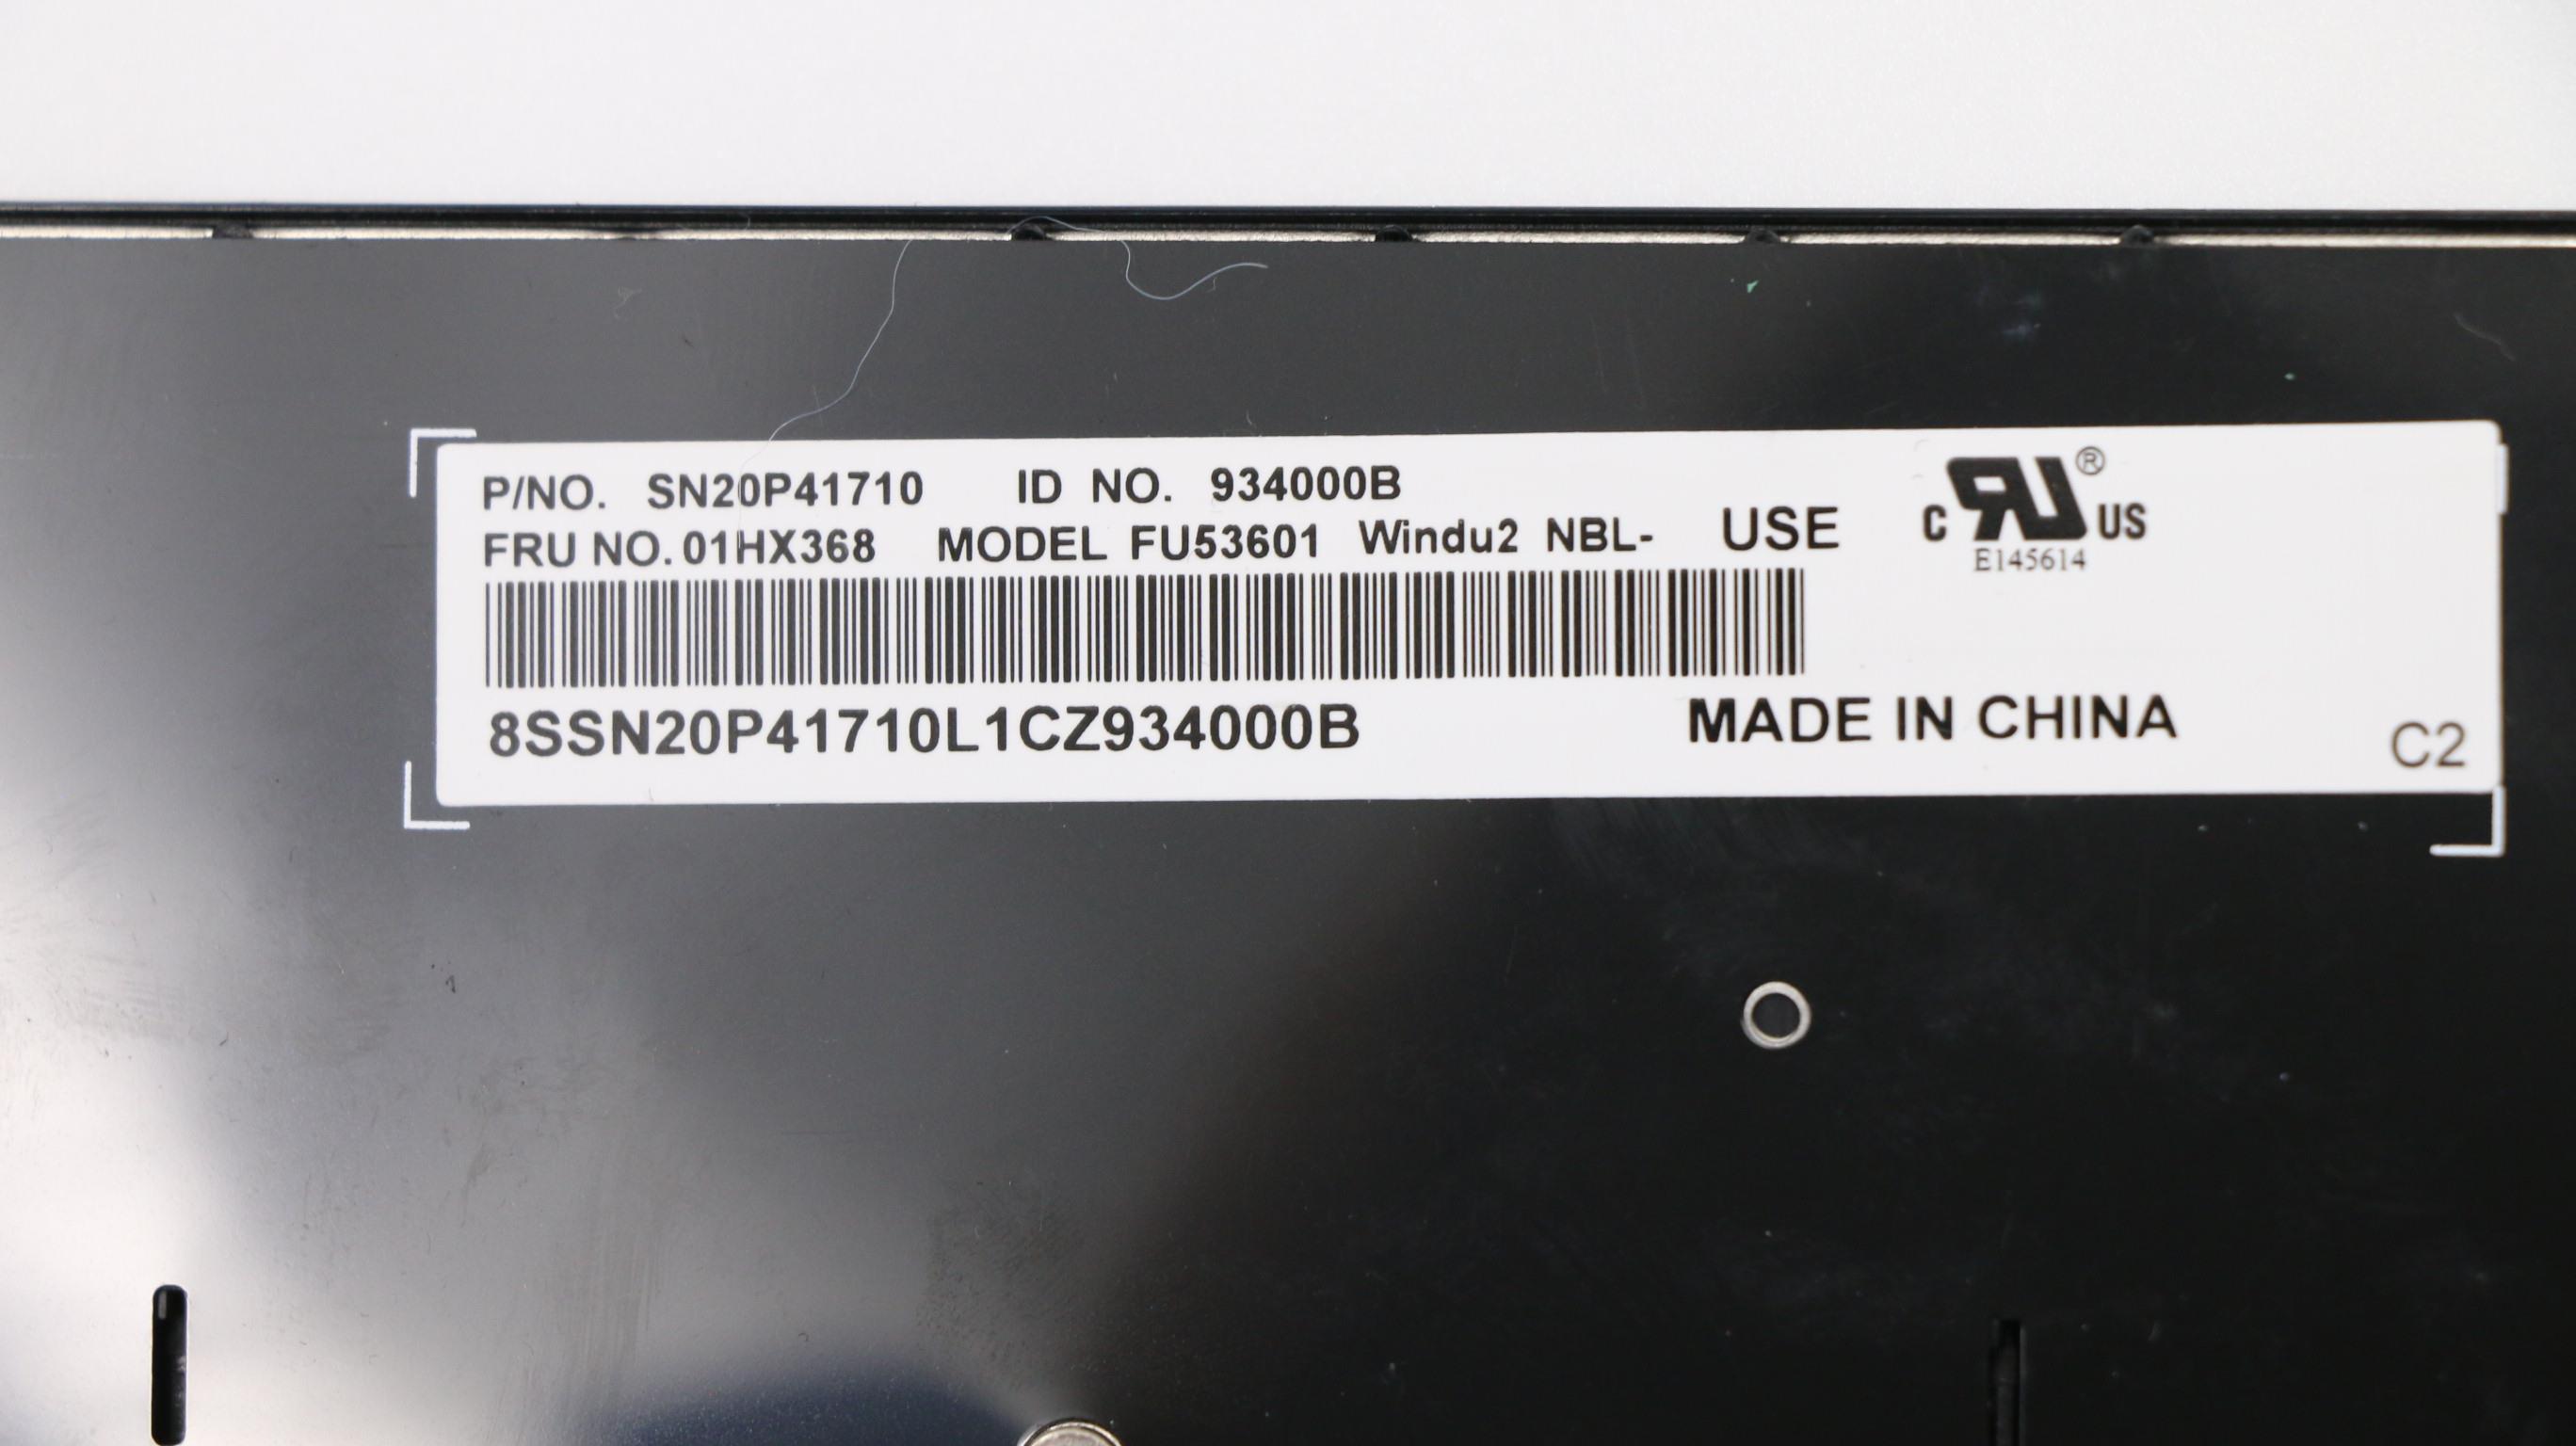 P/NO. SN20P41710 ID NO. 934000B
FRU NO. 01HX368 MODEL FU53601 Windu2 NBL- USE
C RU® US
E145614
8SSN20P41710L1CZ934000B MADE IN CHINA
C2